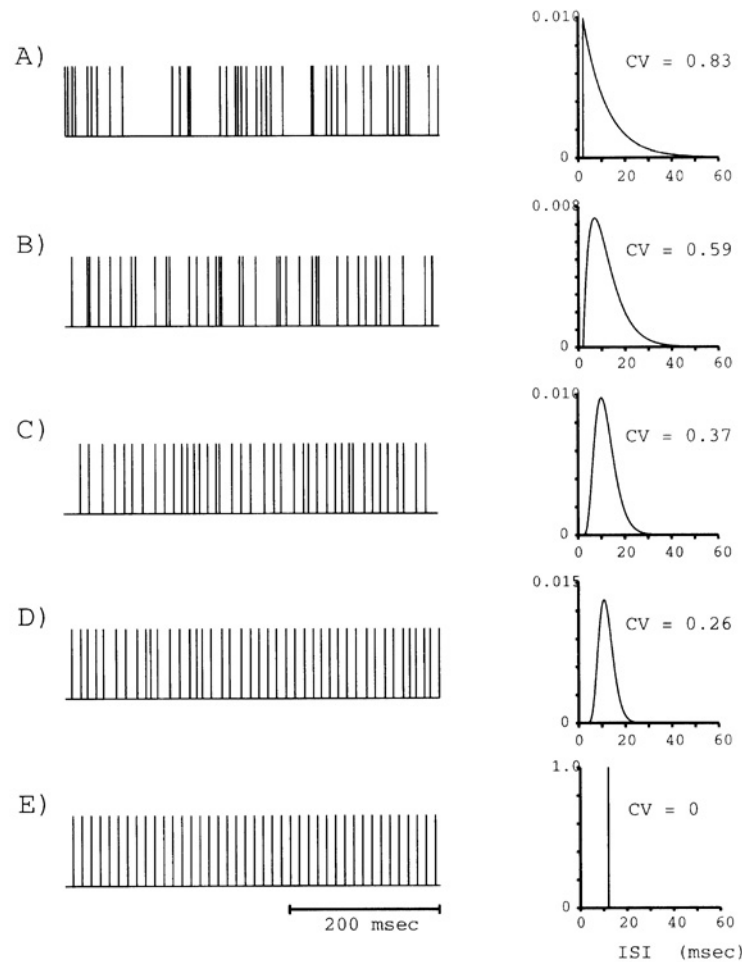 A)
0.010
CV = 0.83
0
0 20 40 60
B)
0.008
CV = 0.59
0
0 20 40 60
C)
0.010
CV = 0.37
0
0 20 40 60
D)
0.015
CV = 0.26
0
0 20 40 60
E)
1.0
CV = 0
0
0 20 40 60
200 msec
ISI (msec)